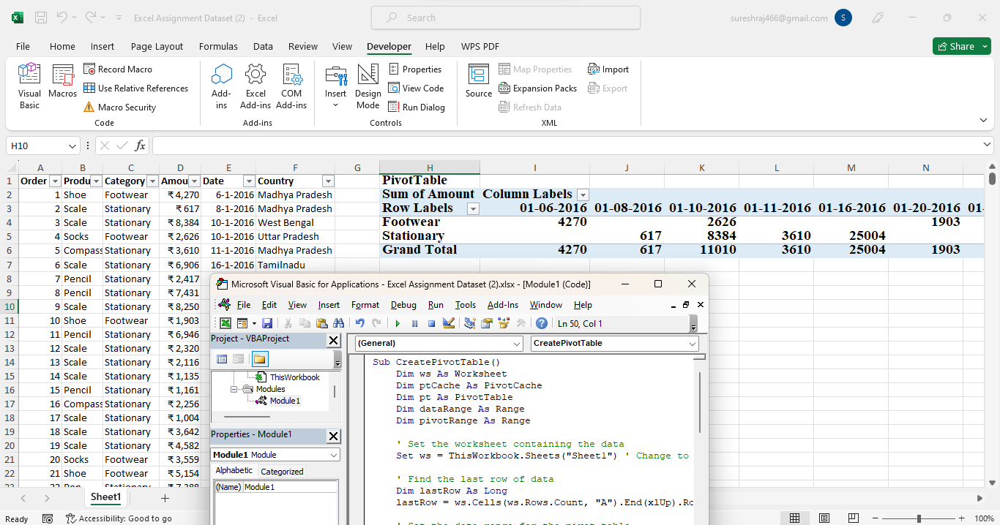 Excel Assignment Dataset (2) - Excel
Search
sureshraj466@gmail.com
S
File Home Insert Page Layout Formulas Data Review View Developer Help WPS PDF
Share
Visual Basic
Macros
Record Macro
Use Relative References
Macro Security
Code
Add-ins
Excel Add-ins
COM Add-ins
Add-ins
Insert
Design Mode
Properties
View Code
Run Dialog
Controls
Source
Map Properties
Expansion Packs
Refresh Data
Import
Export
XML
H10
fx
A B C D E F G H I J K L M N
1 Order Produ Category Amou Date Country PivotTable
2 1 Shoe Footwear ₹ 4,270 6-1-2016 Madhya Pradesh Sum of Amount Column Labels
3 2 Scale Stationary ₹ 617 8-1-2016 Madhya Pradesh Row Labels 01-06-2016 01-08-2016 01-10-2016 01-11-2016 01-16-2016 01-20-2016 01-
4 3 Scale Stationary ₹ 8,384 10-1-2016 West Bengal Footwear 4270 2626 1903
5 4 Socks Footwear ₹ 2,626 10-1-2016 Uttar Pradesh Stationary 617 8384 3610 25004
6 5 Compass Stationary ₹ 3,610 11-1-2016 Madhya Pradesh Grand Total 4270 617 11010 3610 25004 1903
7 6 Scale Stationary ₹ 6,906 16-1-2016 Tamilnadu
8 7 Pencil Stationary ₹ 2,417
9 8 Pencil Stationary ₹ 7,431
10 9 Scale Stationary ₹ 8,250
11 10 Shoe Footwear ₹ 1,903
12 11 Pencil Stationary ₹ 6,946
13 12 Scale Stationary ₹ 2,320
14 13 Scale Stationary ₹ 2,116
15 14 Scale Stationary ₹ 1,135
16 15 Pencil Stationary ₹ 1,161
17 16 Compass Stationary ₹ 2,256
18 17 Scale Stationary ₹ 1,004
19 18 Scale Stationary ₹ 3,642
20 19 Scale Stationary ₹ 4,582
21 20 Socks Footwear ₹ 3,559
22 21 Shoe Footwear ₹ 5,154
Microsoft Visual Basic for Applications - Excel Assignment Dataset (2).xlsx - [Module1 (Code)]
File Edit View Insert Format Debug Run Tools Add-Ins Window Help
Ln 50, Col 1
Project - VBAProject
ThisWorkbook
Modules
Module1
Properties - Module1
Module1 Module
Alphabetic Categorized
(Name) Module1
(General) CreatePivotTable
Sub CreatePivotTable()
Dim ws As Worksheet
Dim ptCache As PivotCache
Dim pt As PivotTable
Dim dataRange As Range
Dim pivotRange As Range
' Set the worksheet containing the data
Set ws = ThisWorkbook.Sheets("Sheet1") ' Change to
' Find the last row of data
Dim lastRow As Long
lastRow = ws.Cells(ws.Rows.Count, "A").End(xlUp).Rc
Sheet1
Ready
Accessibility: Good to go
100%